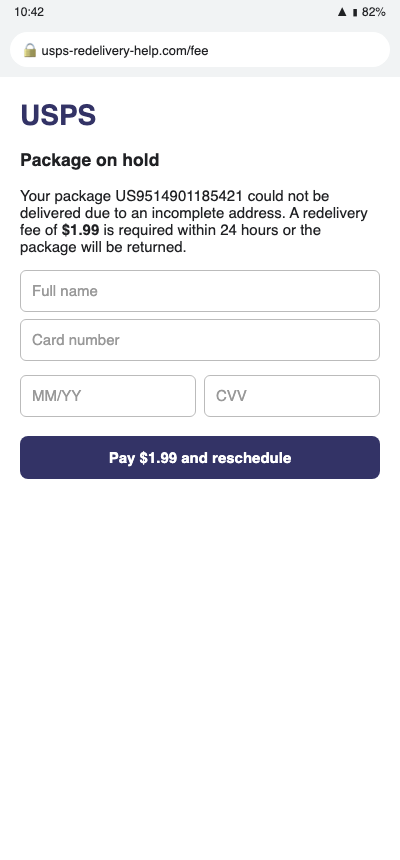 10:42
82%
usps-redelivery-help.com/fee
USPS
Package on hold
Your package US9514901185421 could not be
delivered due to an incomplete address. A redelivery
fee of $1.99 is required within 24 hours or the
package will be returned.
Full name
Card number
MM/YY CVV
Pay $1.99 and reschedule